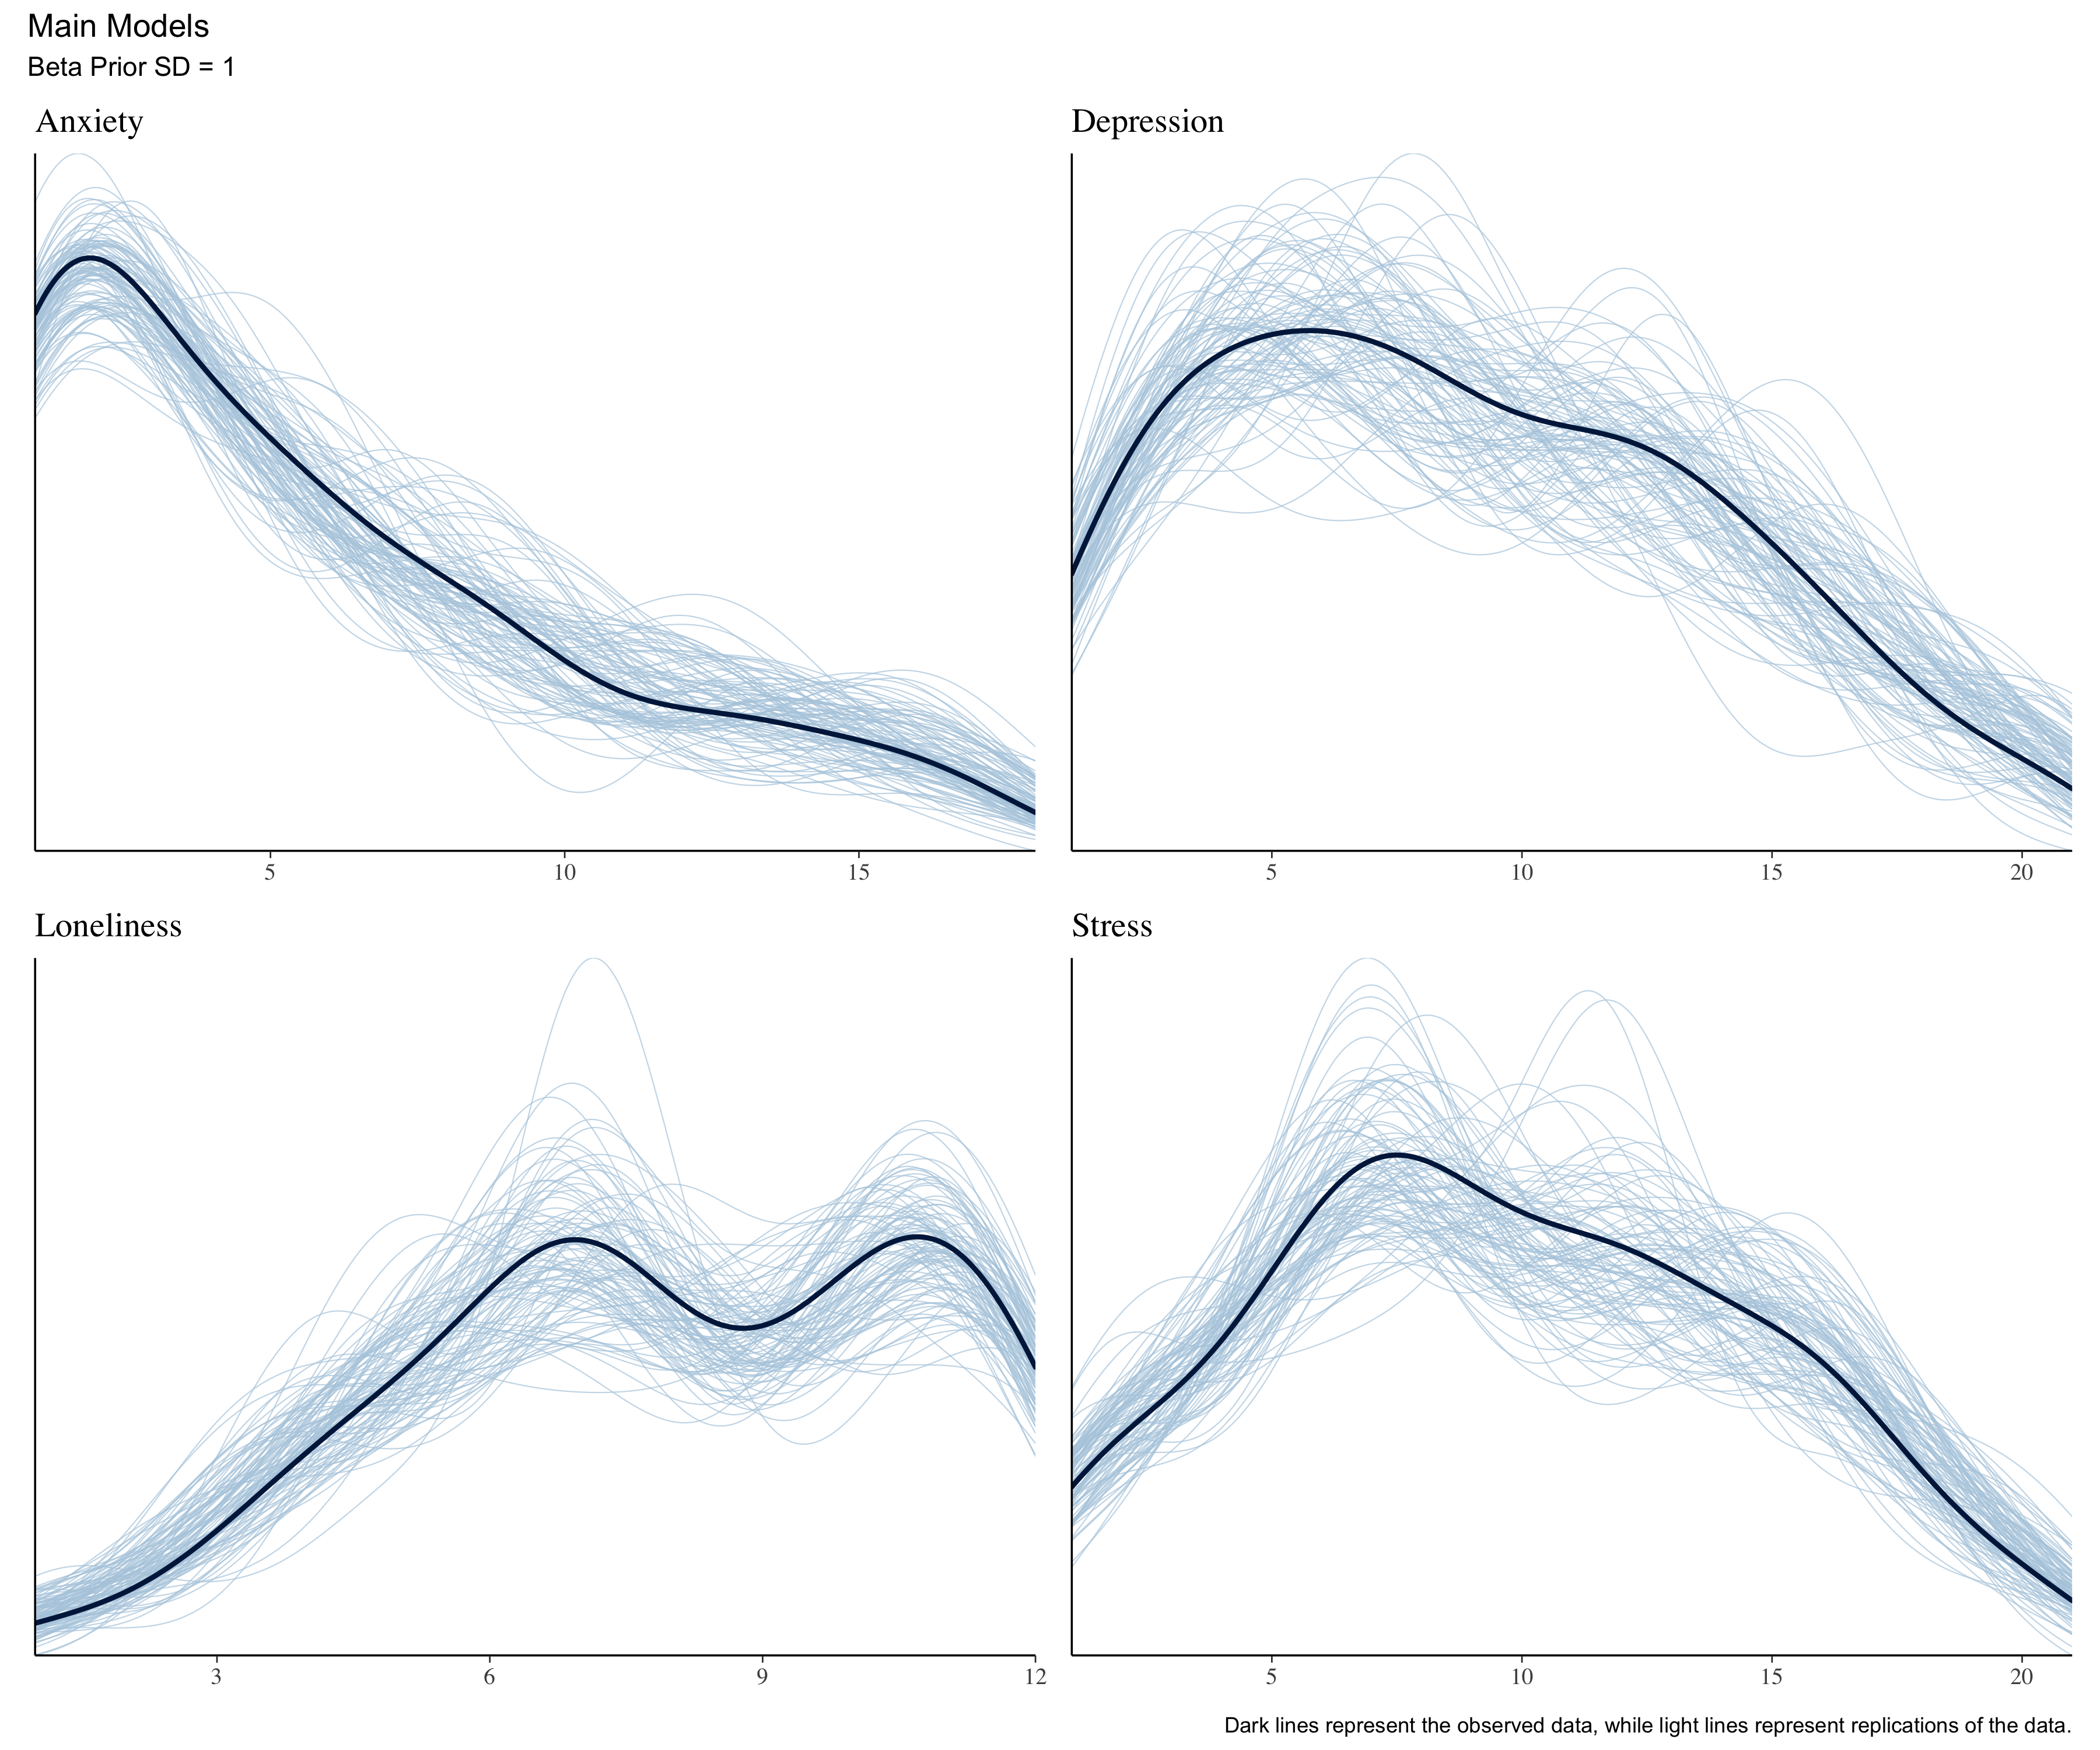 Main Models
Beta Prior SD = 1
Anxiety
Depression
5 10 15
5 10 15 20
Loneliness
Stress
3 6 9 12
5 10 15 20
Dark lines represent the observed data, while light lines represent replications of the data.